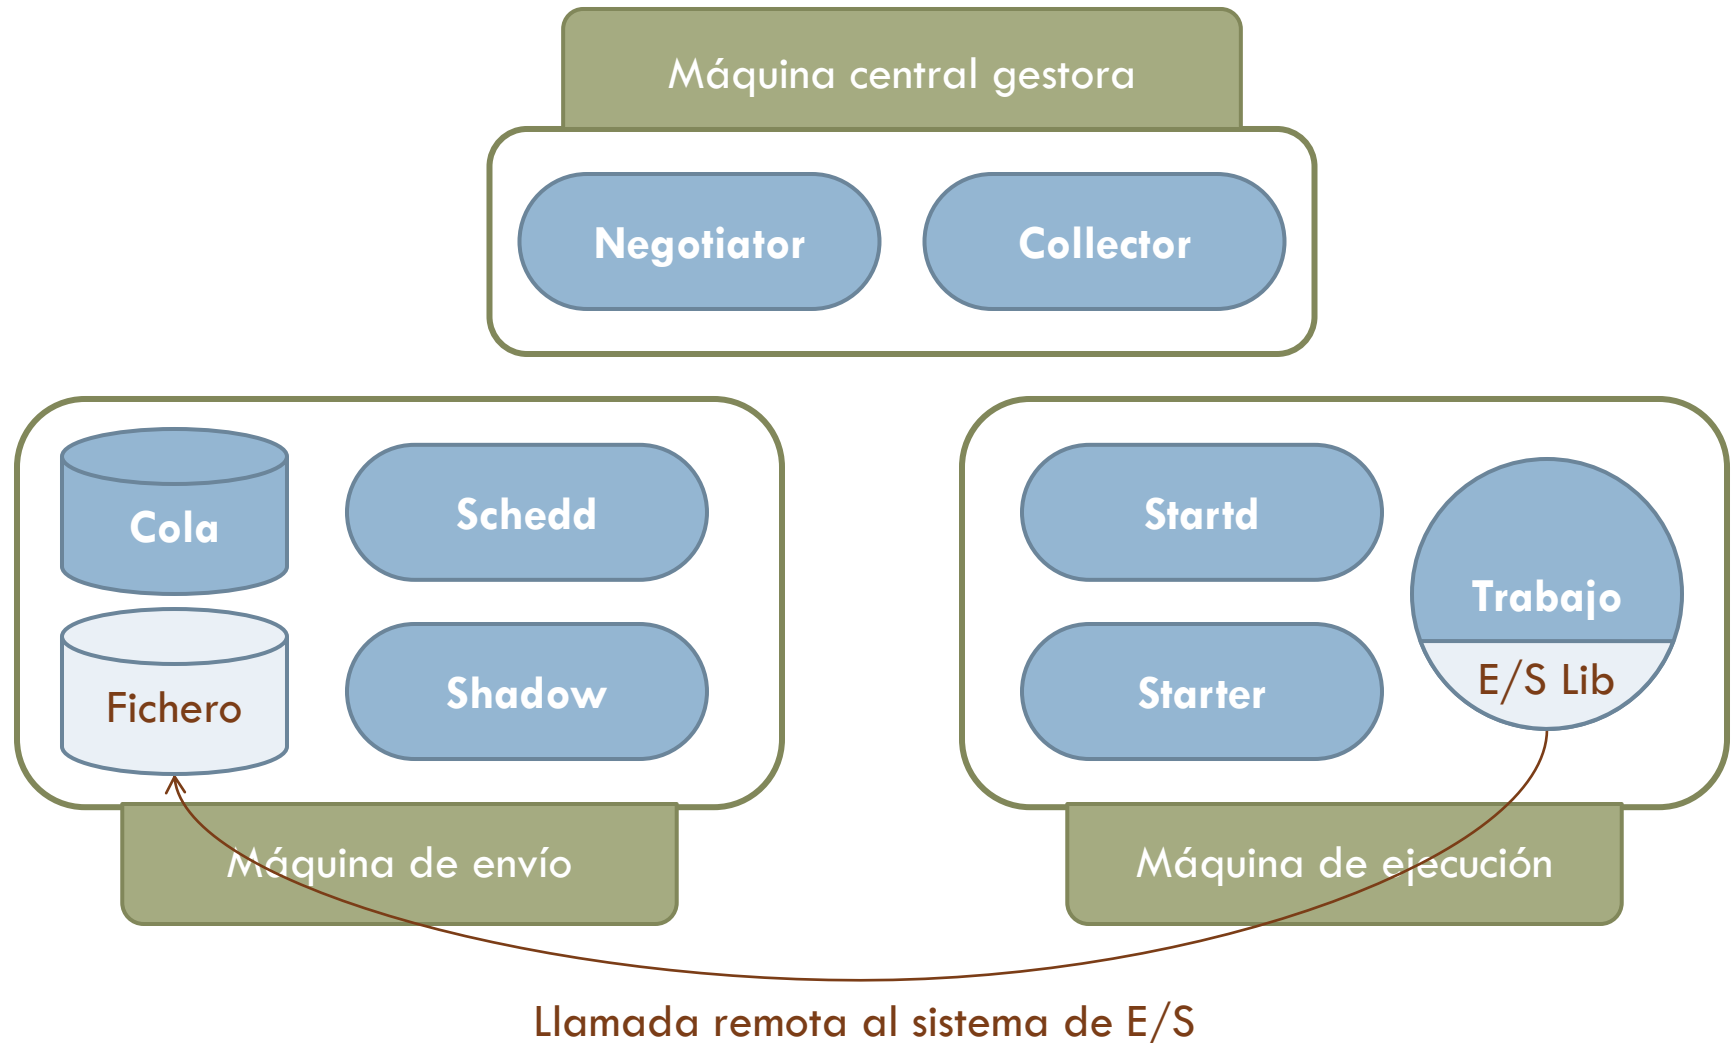 Máquina central gestora
Negotiator
Collector
Cola
Schedd
Fichero
Shadow
Máquina de envío
Startd
Trabajo
Starter
E/S Lib
Máquina de ejecución
Llamada remota al sistema de E/S